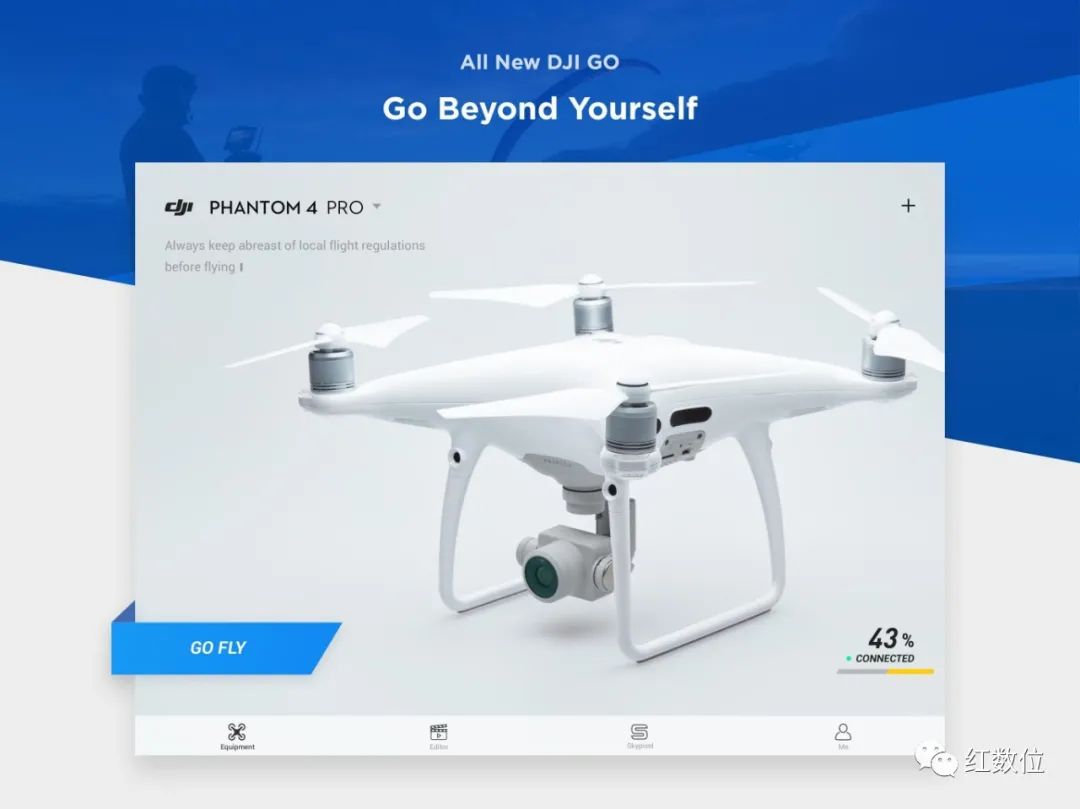 All New DJI GO
Go Beyond Yourself
dji PHANTOM 4 PRO
Always keep abreast of local flight regulations
before flying
GO FLY
43%
CONNECTED
Equipment
Editor
Skypixel
Me
红数位